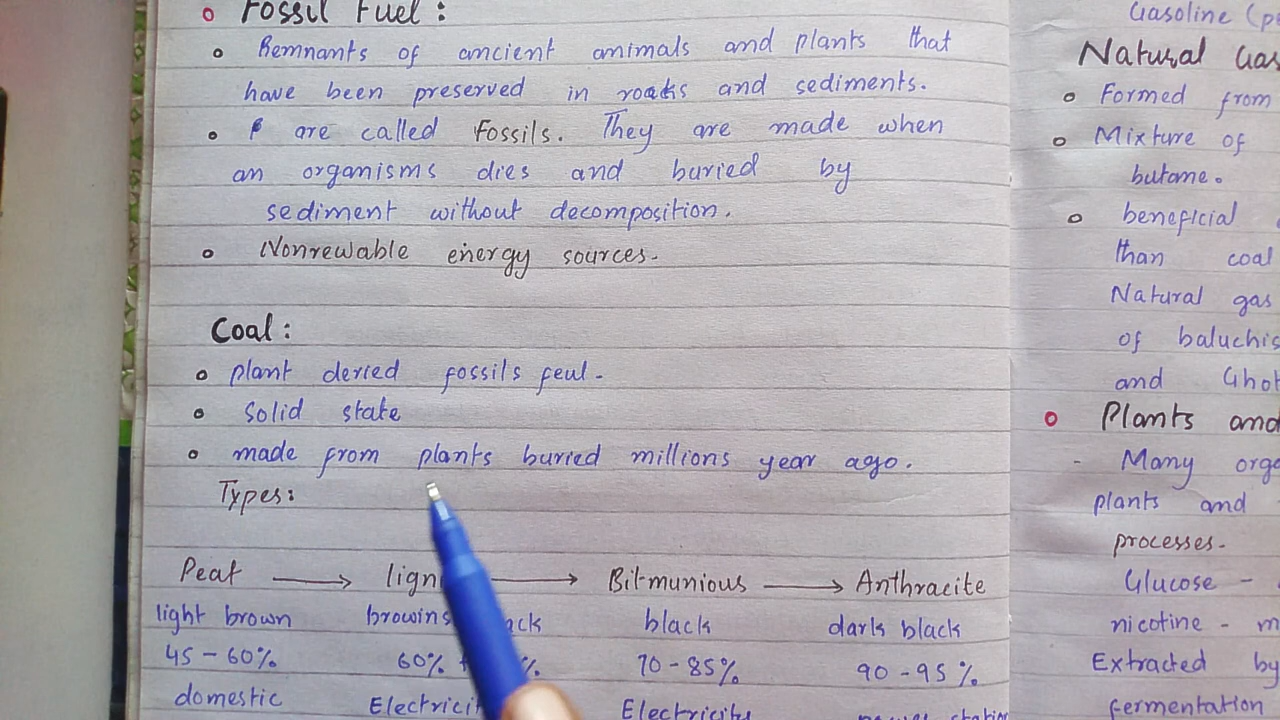 Fossil Fuel:
Remnants of ancient animals and plants that
have been preserved in rocks and sediments.
are called Fossils. They are made when
an organisms dies and buried by
sediment without decomposition.
Nonrewable energy sources.
Coal:
plant deried fossils feul.
Solid state
made from plants buried millions year ago.
Types:
Peat → lign → Bitmunious → Anthracite
light brown browins ack black dark black
45-60% 60% % 70-85% 90-95%
domestic Electrici Electricity
Gasoline (p
Natural Gas
Formed from
Mixture of
butane.
beneficial
than coal
Natural gas
of baluchis
and Ghot
Plants and
- Many orga
plants and
processes.
Glucose -
nicotine - m
Extracted by
fermentation